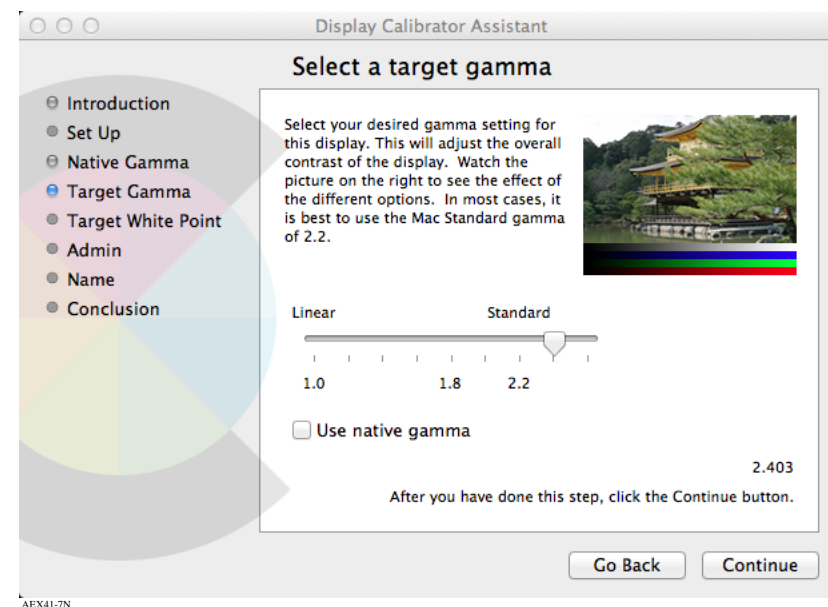 Display Calibrator Assistant
Select a target gamma
Introduction
Set Up
Native Gamma
Target Gamma
Target White Point
Admin
Name
Conclusion
Select your desired gamma setting for
this display. This will adjust the overall
contrast of the display.  Watch the
picture on the right to see the effect of
the different options.  In most cases, it
is best to use the Mac Standard gamma
of 2.2.
Linear Standard
1.0 1.8 2.2
Use native gamma
2.403
After you have done this step, click the Continue button.
Go Back Continue
AEX41-7N